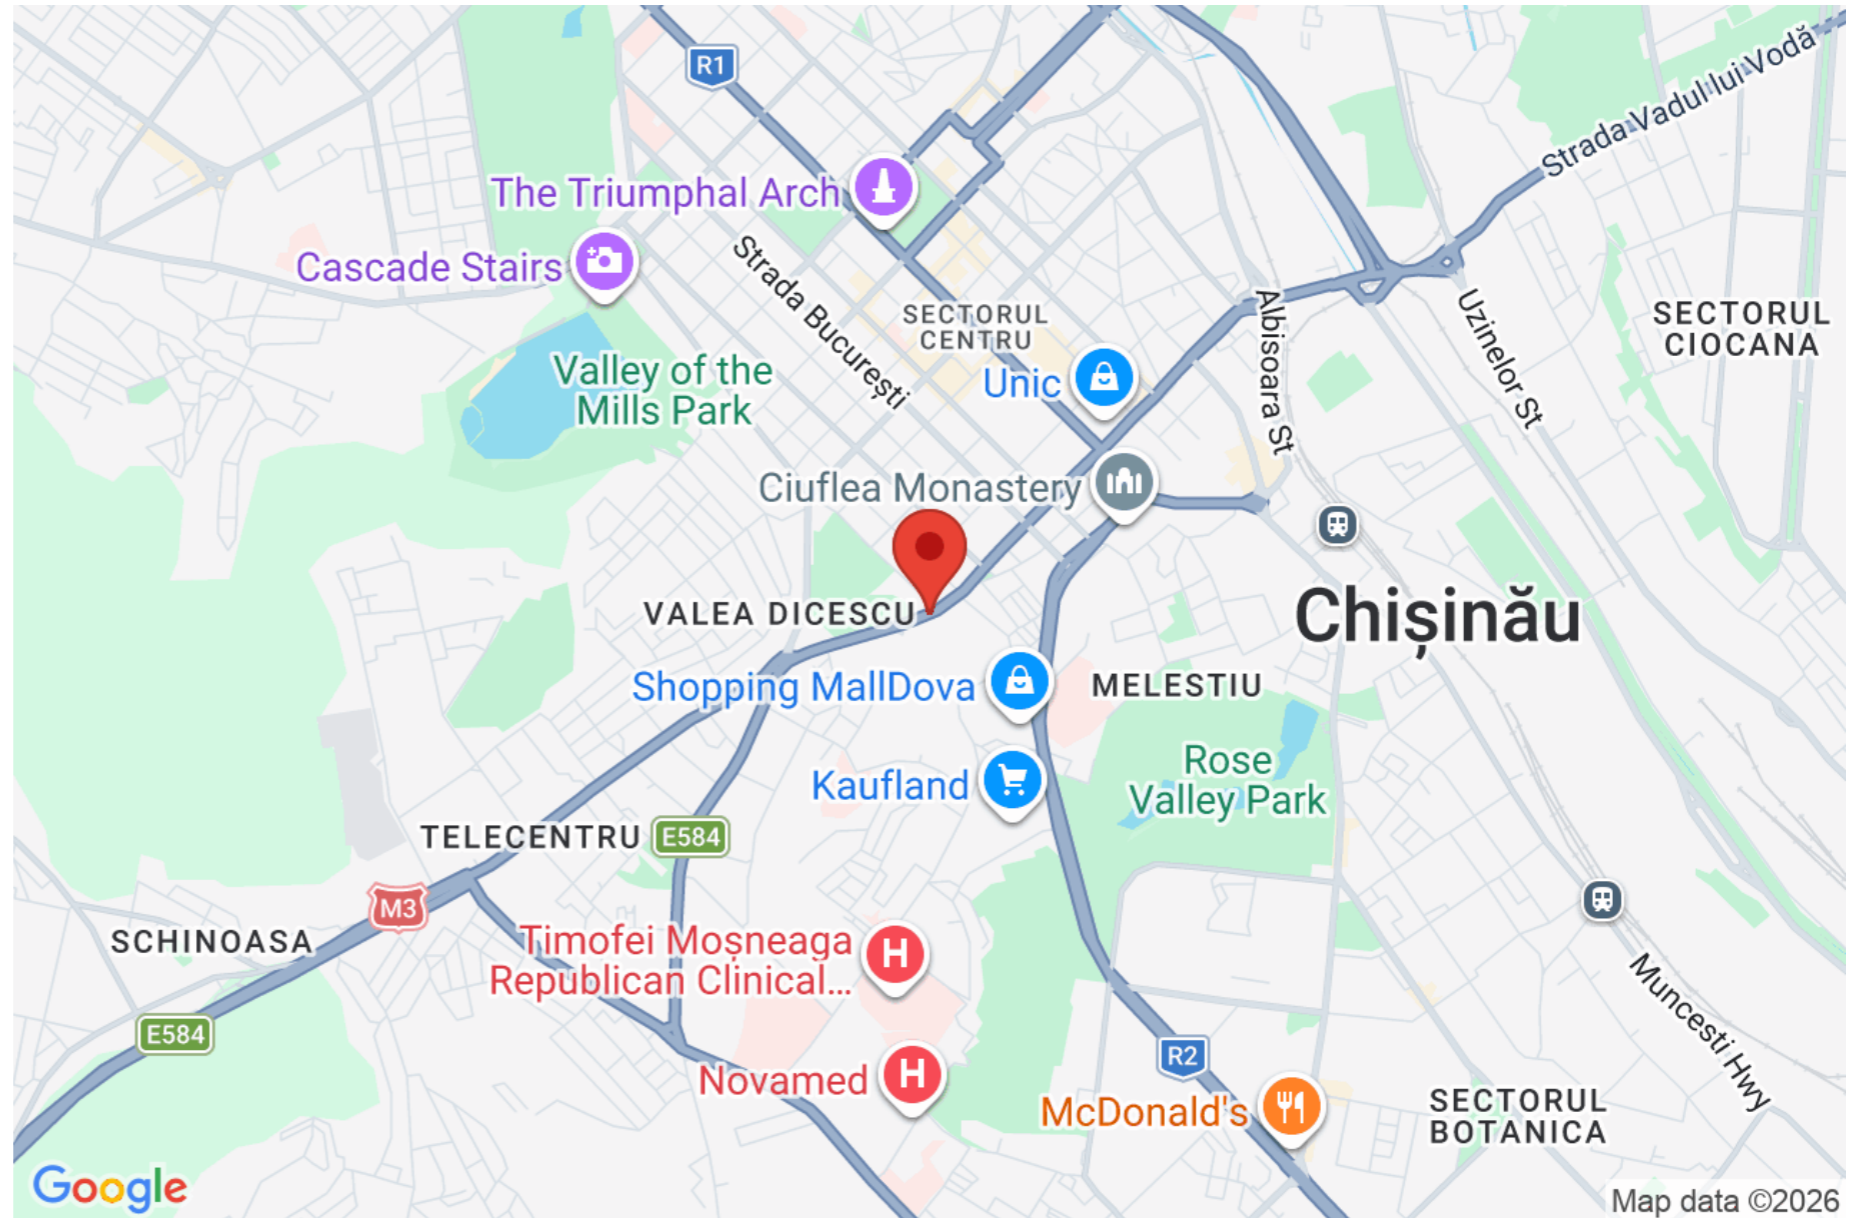 R1
Strada Vadul lui Vodă
The Triumphal Arch
Cascade Stairs
Strada București
SECTORUL
CENTRU
Albisoara St
Uzinelor St
SECTORUL
CIOCANA
Valley of the
Mills Park
Unic
Ciuflea Monastery
VALEA DICESCU
Chișinău
Shopping MallDova
MELESTIU
Kaufland
Rose
Valley Park
TELECENTRU
E584
M3
SCHINOASA
Timofei Moșneaga
Republican Clinical...
E584
Novamed
R2
McDonald's
Muncesti Hwy
SECTORUL
BOTANICA
Google
Map data ©2026